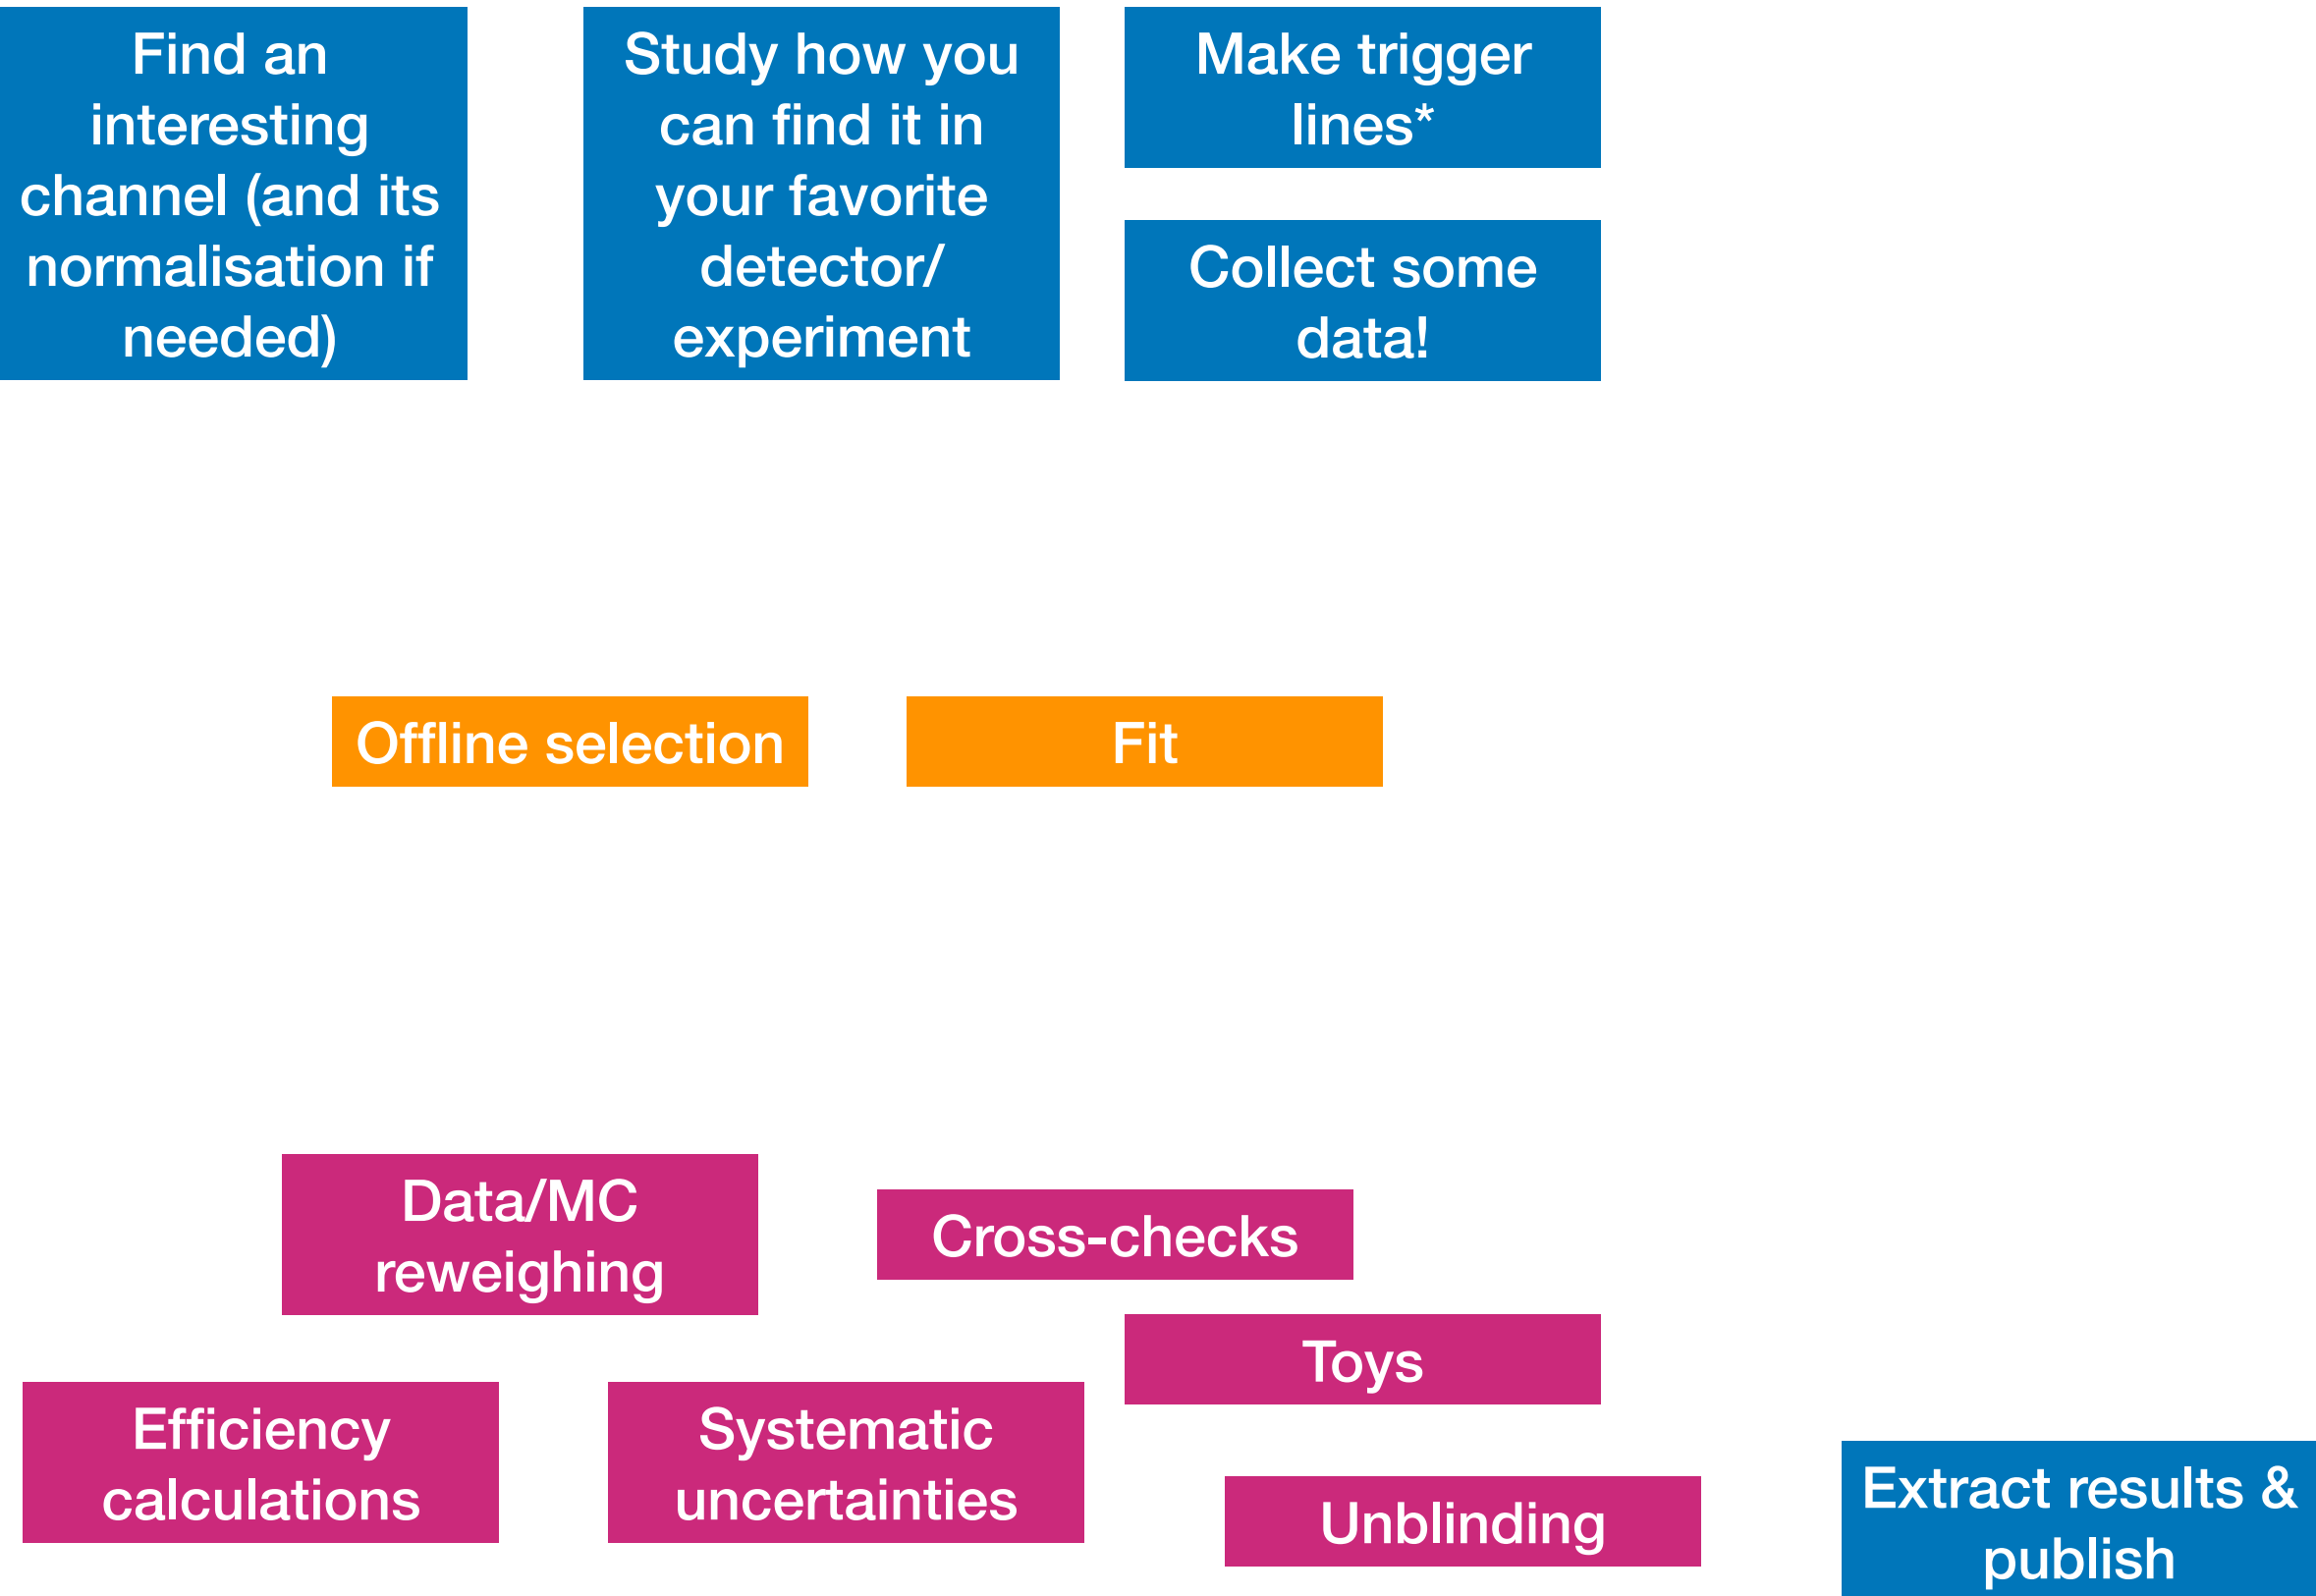 Find an
interesting
channel (and its
normalisation if
needed)
Study how you
can find it in
your favorite
detector/
experiment
Make trigger
lines*
Collect some
data!
Offline selection
Fit
Data/MC
reweighing
Cross-checks
Toys
Efficiency
calculations
Systematic
uncertainties
Unblinding
Extract results &
publish